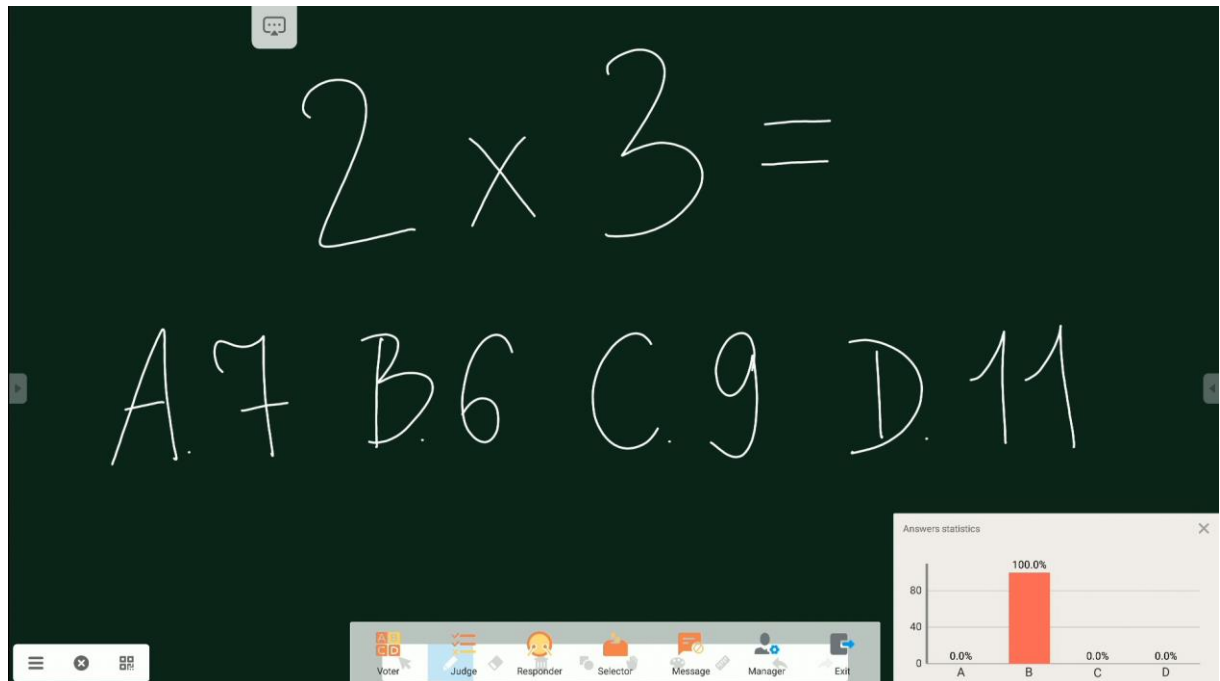 2 x 3 =
A. 7 B. 6 C. 9 D. 11
Answers statistics
100.0%
80
40
0
0.0% 0.0% 0.0%
A B C D
A B C D
Voter Judge Responder Selector Message Manager Exit